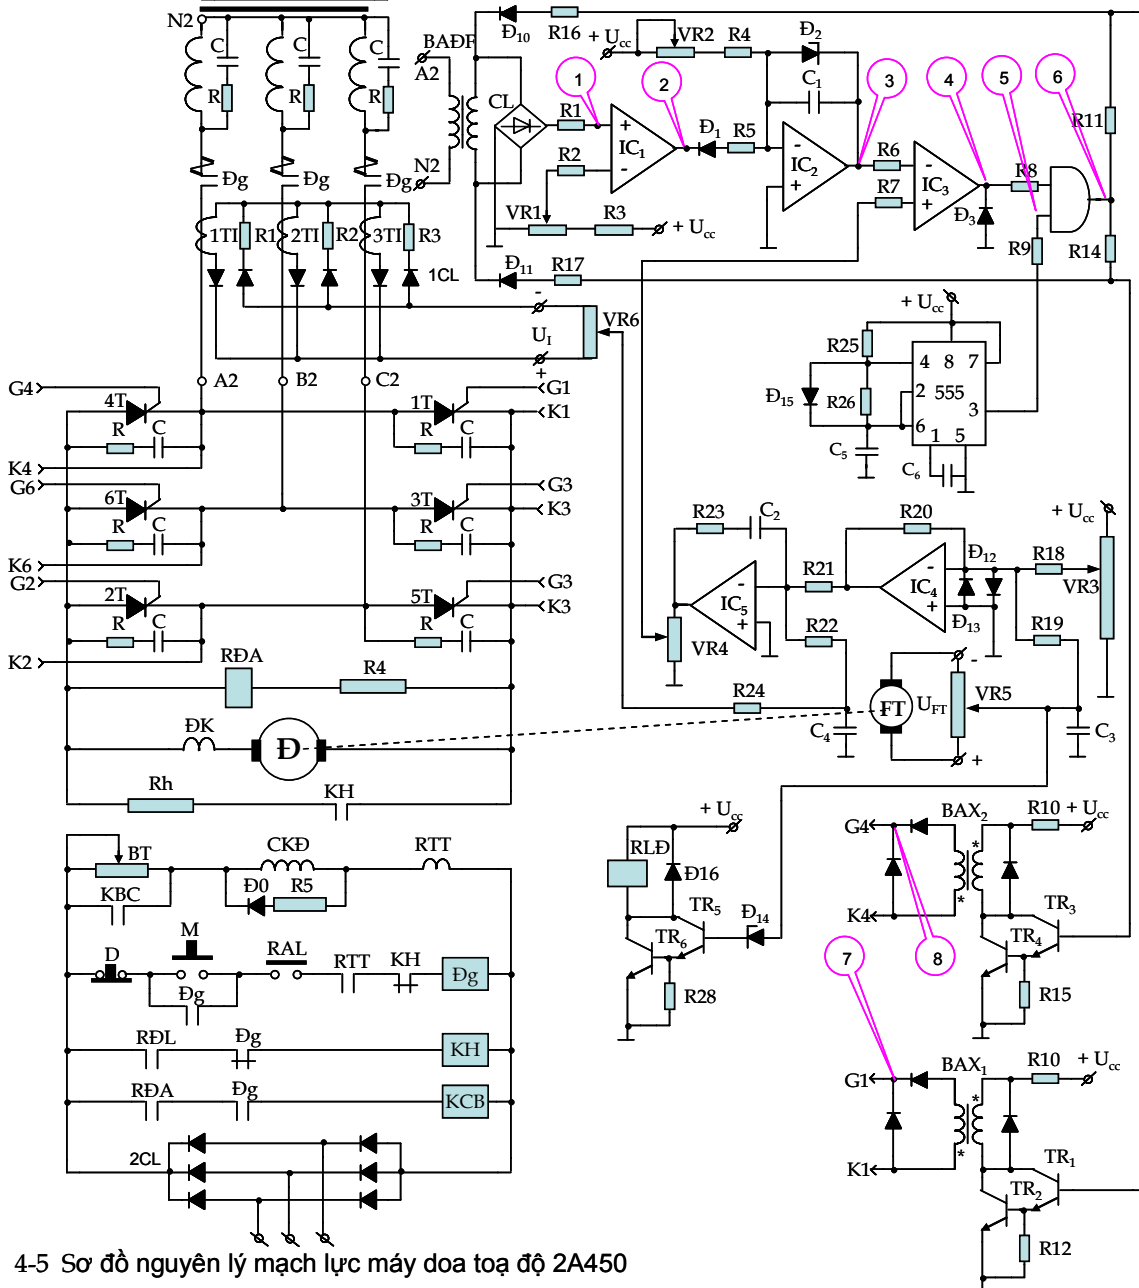 N2
C C C
R R R
Đg Đg Đg
1TI R1 2TI R2 3TI R3
1CL
BAĐF
A2
N2
CL
Đ10 R16
+ Ucc VR2 R4 Đ2
C1
1 2 3 4 5 6
R1
R2
+ IC1 -
Đ1 R5
- IC2 +
R6
R7
- IC3 +
R8
Đ3
R9
R11
R14
VR1 R3 + Ucc
Đ11 R17
-
UI
+
VR6
+ Ucc
R25
Đ15 R26
C5
4 8 7
2 555
6 3
1 5
C6
A2 B2 C2
G4 4T 1T G1
K1
R C R C
K4
G6 6T 3T G3
K3
R C R C
K6
G2 2T 5T G3
K3
R C R C
K2
RĐA R4
ĐK Đ
Rh KH
R23 C2
R20
+ Ucc
Đ12 R18
VR3
R21
- IC5 +
- IC4 +
Đ13
R19
R22
VR4
R24
C4
FT UFT
-
VR5
+
C3
BT CKĐ RTT
KBC Đ0 R5
D M RAL RTT KH Đg
Đg
RĐL Đg KH
RĐA Đg KCB
2CL
+ Ucc
RLĐ
Đ16
TR5
Đ14
TR6
R28
BAX2 R10 + Ucc
G4
* *
K4
TR3
TR4
R15
7 8
BAX1 R10 + Ucc
G1
* *
K1
TR1
TR2
R12
4-5 Sơ đồ nguyên lý mạch lực máy doa toạ độ 2A450